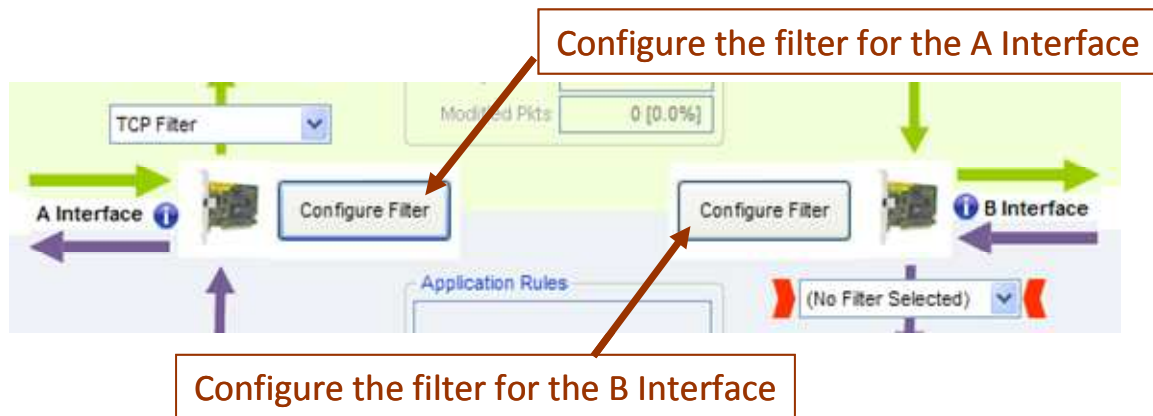 Configure the filter for the A Interface
TCP Filter
Modified Pkts 0 [0.0%]
A Interface
Configure Filter
Configure Filter
B Interface
Application Rules
(No Filter Selected)
Configure the filter for the B Interface